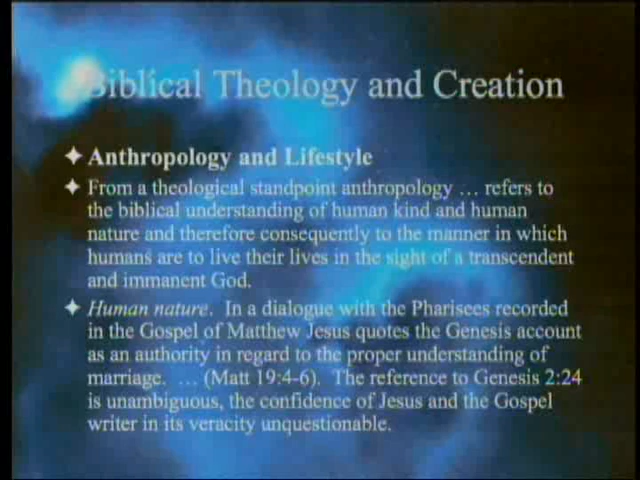 Biblical Theology and Creation
Anthropology and Lifestyle
From a theological standpoint anthropology … refers to
the biblical understanding of human kind and human
nature and therefore consequently to the manner in which
humans are to live their lives in the sight of a transcendent
and immanent God.
Human nature. In a dialogue with the Pharisees recorded
in the Gospel of Matthew Jesus quotes the Genesis account
as an authority in regard to the proper understanding of
marriage. … (Matt 19:4-6). The reference to Genesis 2:24
is unambiguous, the confidence of Jesus and the Gospel
writer in its veracity unquestionable.